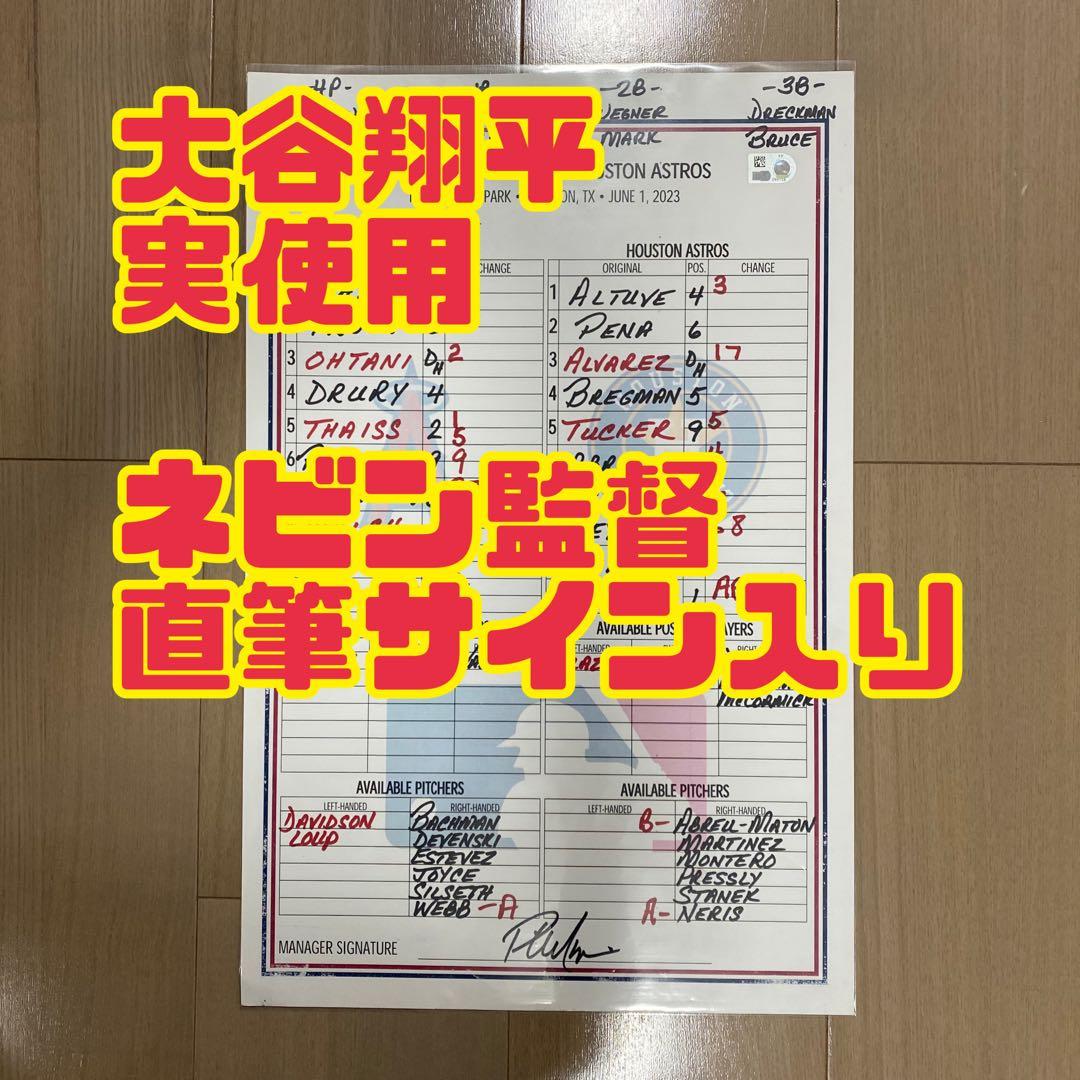 -4P- -2B- -3B-
WEGNER DRECKMAN
MARK BRUCE
大谷翔平
実使用
HOUSTON ASTROS
PARK • TX • JUNE 1, 2023
HOUSTON ASTROS
CHANGE ORIGINAL POS. CHANGE
1 ALTUVE 4 3
2 PENA 6
3 OHTANI DH 2 3 ALVAREZ DH 17
4 DRURY 4 4 BREGMAN 5
5 THAISS 2 1 5 5 TUCKER 9 5
6 9
ネビン監督
8
直筆サイン入り
1
AVAILABLE
McCORMICK
AVAILABLE PITCHERS AVAILABLE PITCHERS
LEFT-HANDED RIGHT-HANDED LEFT-HANDED RIGHT-HANDED
DAVIDSON BACHMAN B- ABREU-MATON
LOUP DEVENSKI MARTINEZ
ESTEVEZ MONTERO
JOYCE PRESSLY
SILSETH STANEK
WEBB -A A- NERIS
MANAGER SIGNATURE